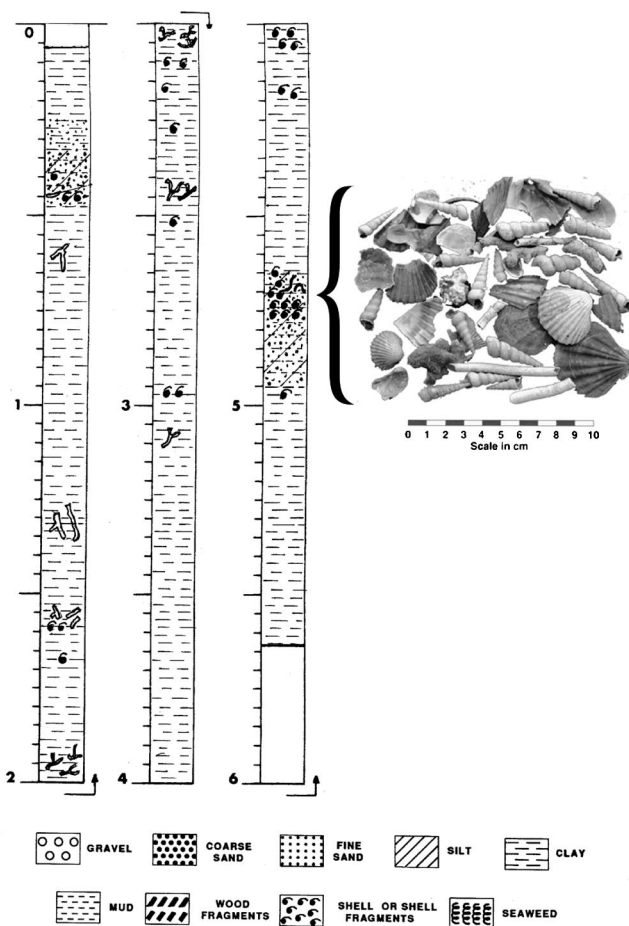 0
1
2
3
4
5
6
0 1 2 3 4 5 6 7 8 9 10
Scale in cm
GRAVEL
COARSE
SAND
FINE
SAND
SILT
CLAY
MUD
WOOD
FRAGMENTS
SHELL OR SHELL
FRAGMENTS
SEAWEED